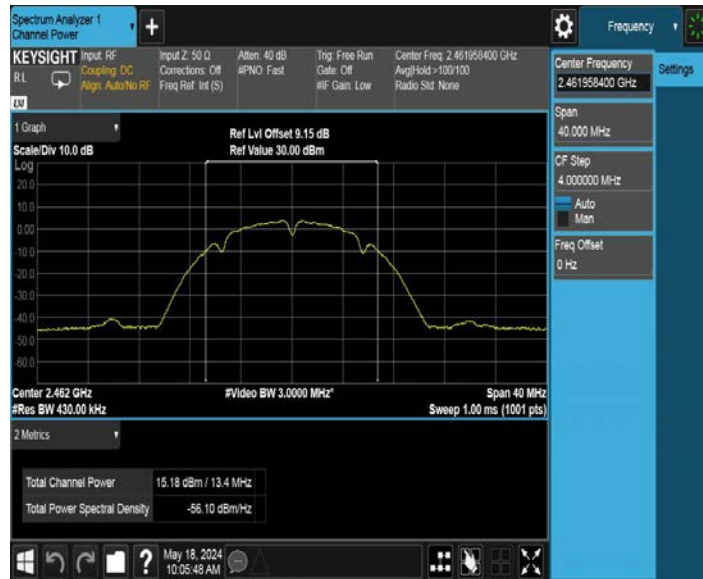 Spectrum Analyzer 1
Channel Power
+
Frequency
KEYSIGHT
RL
LXI
Input: RF
Coupling: DC
Align: Auto/No RF
Input Z: 50 Ω
Corrections: Off
Freq Ref: Int (S)
Atten: 40 dB
#PNO: Fast
Trig: Free Run
Gate: Off
#IF Gain: Low
Center Freq: 2.461958400 GHz
Avg|Hold:>100/100
Radio Std: None
Center Frequency
2.461958400 GHz
Settings
Span
40.000 MHz
CF Step
4.000000 MHz
Auto
Man
Freq Offset
0 Hz
1 Graph
Scale/Div 10.0 dB
Ref Lvl Offset 9.15 dB
Ref Value 30.00 dBm
Log
20.0
10.0
0.00
-10.0
-20.0
-30.0
-40.0
-50.0
-60.0
Center 2.462 GHz
#Video BW 3.0000 MHz*
Span 40 MHz
#Res BW 430.00 kHz
Sweep 1.00 ms (1001 pts)
2 Metrics
Total Channel Power 15.18 dBm / 13.4 MHz
Total Power Spectral Density -56.10 dBm/Hz
?
May 18, 2024
10:05:48 AM